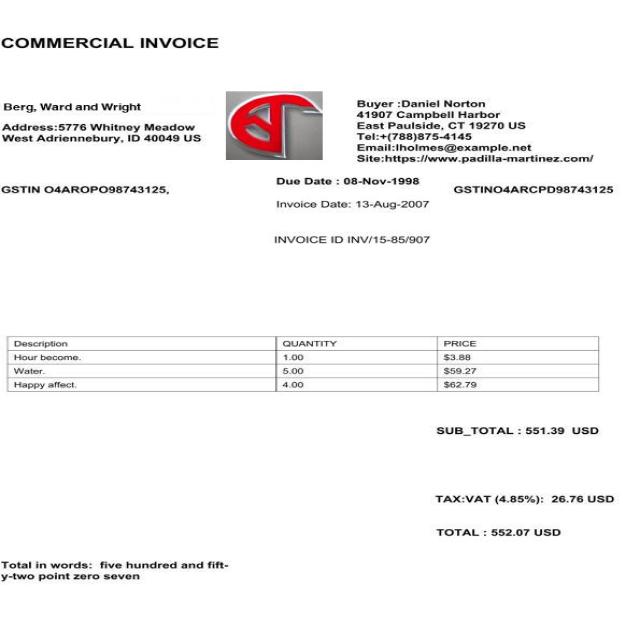 COMMERCIAL INVOICE
Berg, Ward and Wright
Address:5776 Whitney Meadow
West Adriennebury, ID 40049 US
Buyer :Daniel Norton
41907 Campbell Harbor
East Paulside, CT 19270 US
Tel:+(788)875-4145
Email:lholmes@example.net
Site:https://www.padilla-martinez.com/
GSTIN O4AROPO98743125,
Due Date : 08-Nov-1998
GSTINO4ARCPD98743125
Invoice Date: 13-Aug-2007
INVOICE ID INV/15-85/907
Description QUANTITY PRICE
Hour become. 1.00 $3.88
Water. 5.00 $59.27
Happy affect. 4.00 $62.79
SUB_TOTAL : 551.39 USD
TAX:VAT (4.85%): 26.76 USD
TOTAL : 552.07 USD
Total in words: five hundred and fift-
y-two point zero seven